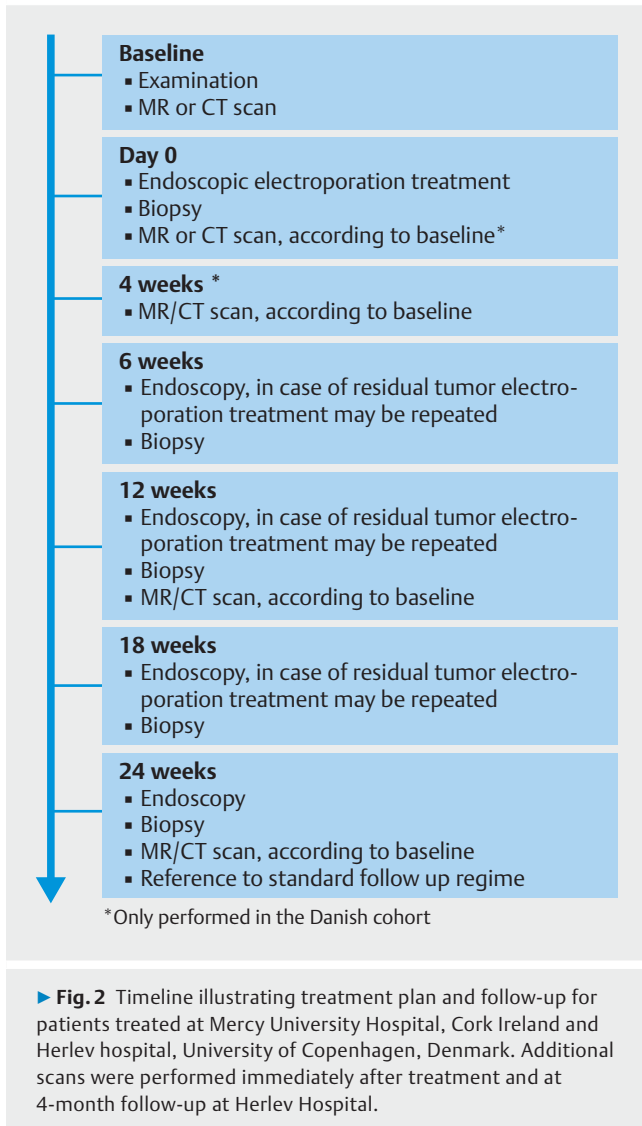 Baseline
▪ Examination
▪ MR or CT scan
Day 0
▪ Endoscopic electroporation treatment
▪ Biopsy
▪ MR or CT scan, according to baseline*
4 weeks *
▪ MR/CT scan, according to baseline
6 weeks
▪ Endoscopy, in case of residual tumor electro-
poration treatment may be repeated
▪ Biopsy
12 weeks
▪ Endoscopy, in case of residual tumor electro-
poration treatment may be repeated
▪ Biopsy
▪ MR/CT scan, according to baseline
18 weeks
▪ Endoscopy, in case of residual tumor electro-
poration treatment may be repeated
▪ Biopsy
24 weeks
▪ Endoscopy
▪ Biopsy
▪ MR/CT scan, according to baseline
▪ Reference to standard follow up regime
*Only performed in the Danish cohort
▶ Fig. 2 Timeline illustrating treatment plan and follow-up for
patients treated at Mercy University Hospital, Cork Ireland and
Herlev hospital, University of Copenhagen, Denmark. Additional
scans were performed immediately after treatment and at
4-month follow-up at Herlev Hospital.